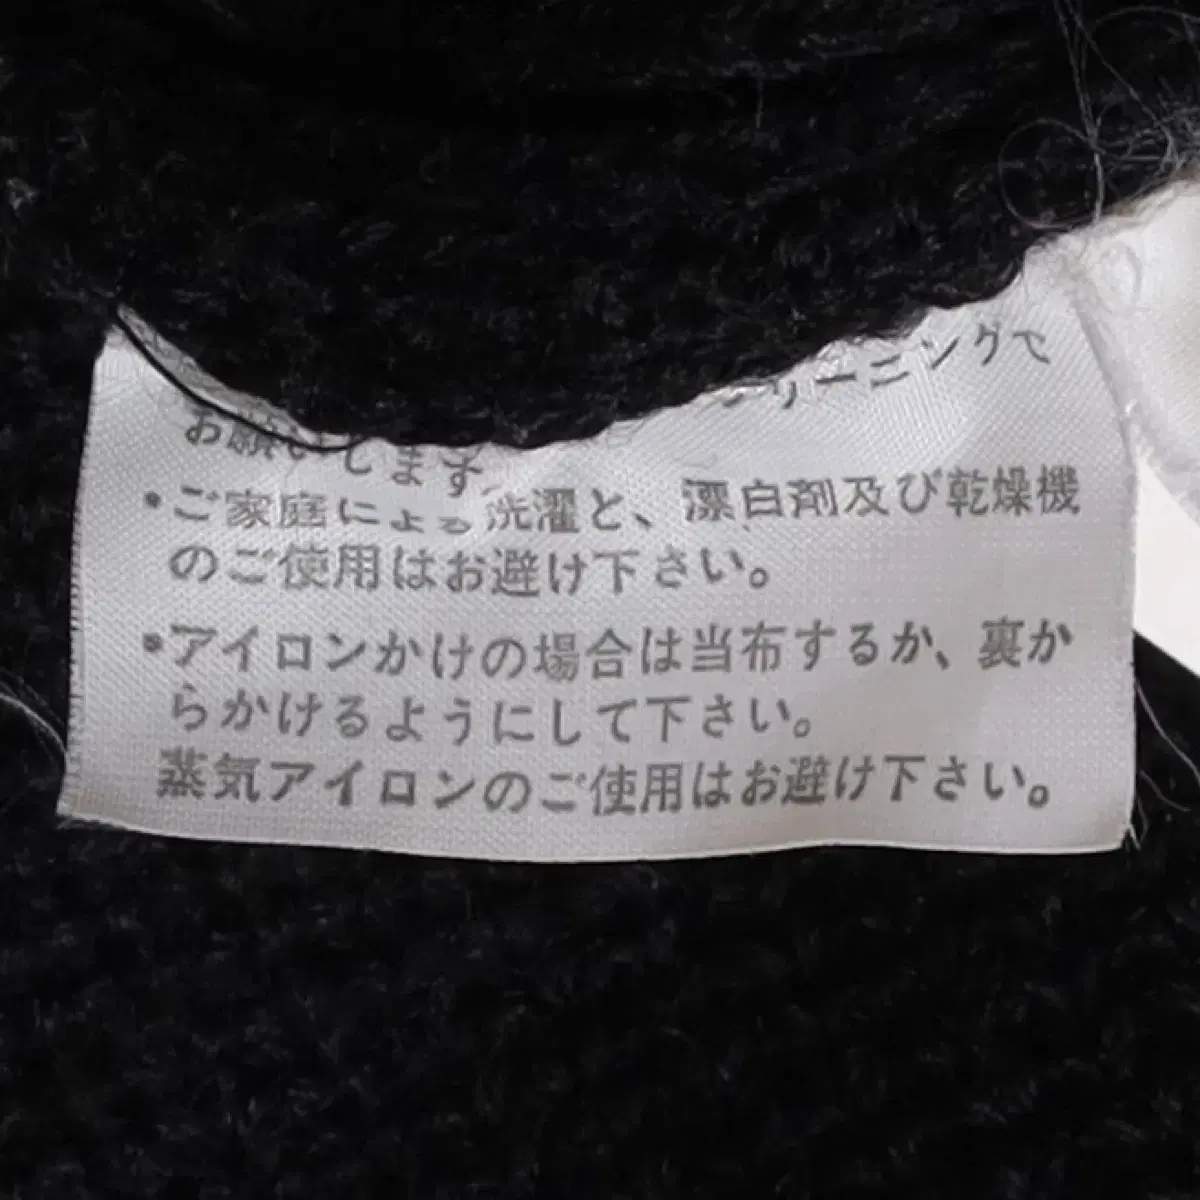 リーニングで
お願いします。
・ご家庭による洗濯と、漂白剤及び乾燥機
のご使用はお避け下さい。
・アイロンかけの場合は当布するか、裏か
らかけるようにして下さい。
蒸気アイロンのご使用はお避け下さい。